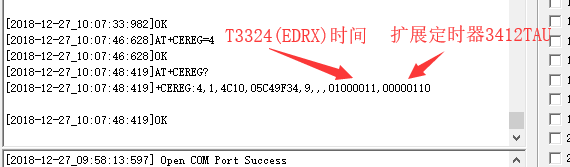 [2018-12-27_10:07:33:982]OK
[2018-12-27_10:07:46:628]AT+CEREG=4
[2018-12-27_10:07:46:628]OK
T3324(EDRX)时间 扩展定时器3412TAU
[2018-12-27_10:07:48:419]AT+CEREG?
[2018-12-27_10:07:48:419]+CEREG:4,1,4C10,05C49F34,9,,,01000011,00000110
[2018-12-27_10:07:48:419]OK
[2018-12-27_09:58:13:597] Open COM Port Success